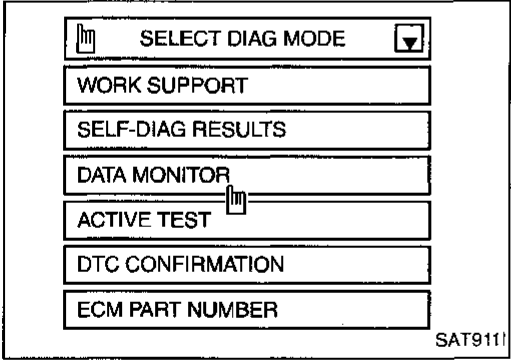 SELECT DIAG MODE
WORK SUPPORT
SELF-DIAG RESULTS
DATA MONITOR
ACTIVE TEST
DTC CONFIRMATION
ECM PART NUMBER
SAT911I